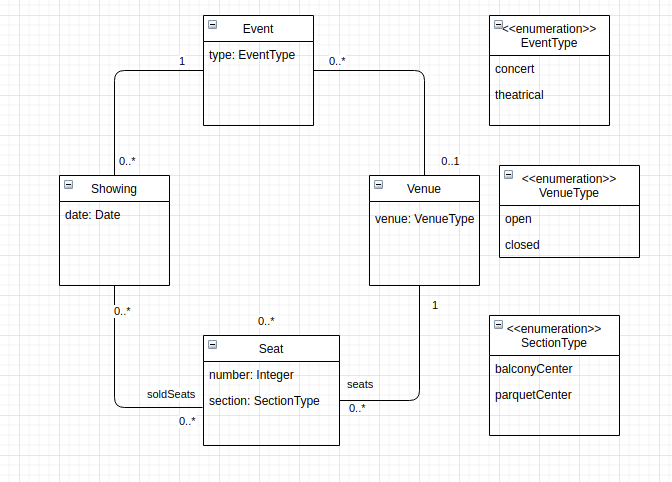 Event
type: EventType
1
0..*
<<enumeration>>
EventType
concert
theatrical
0..*
0..1
Showing
date: Date
Venue
venue: VenueType
<<enumeration>>
VenueType
open
closed
0..*
0..*
1
Seat
number: Integer
section: SectionType
soldSeats
0..*
seats
0..*
<<enumeration>>
SectionType
balconyCenter
parquetCenter